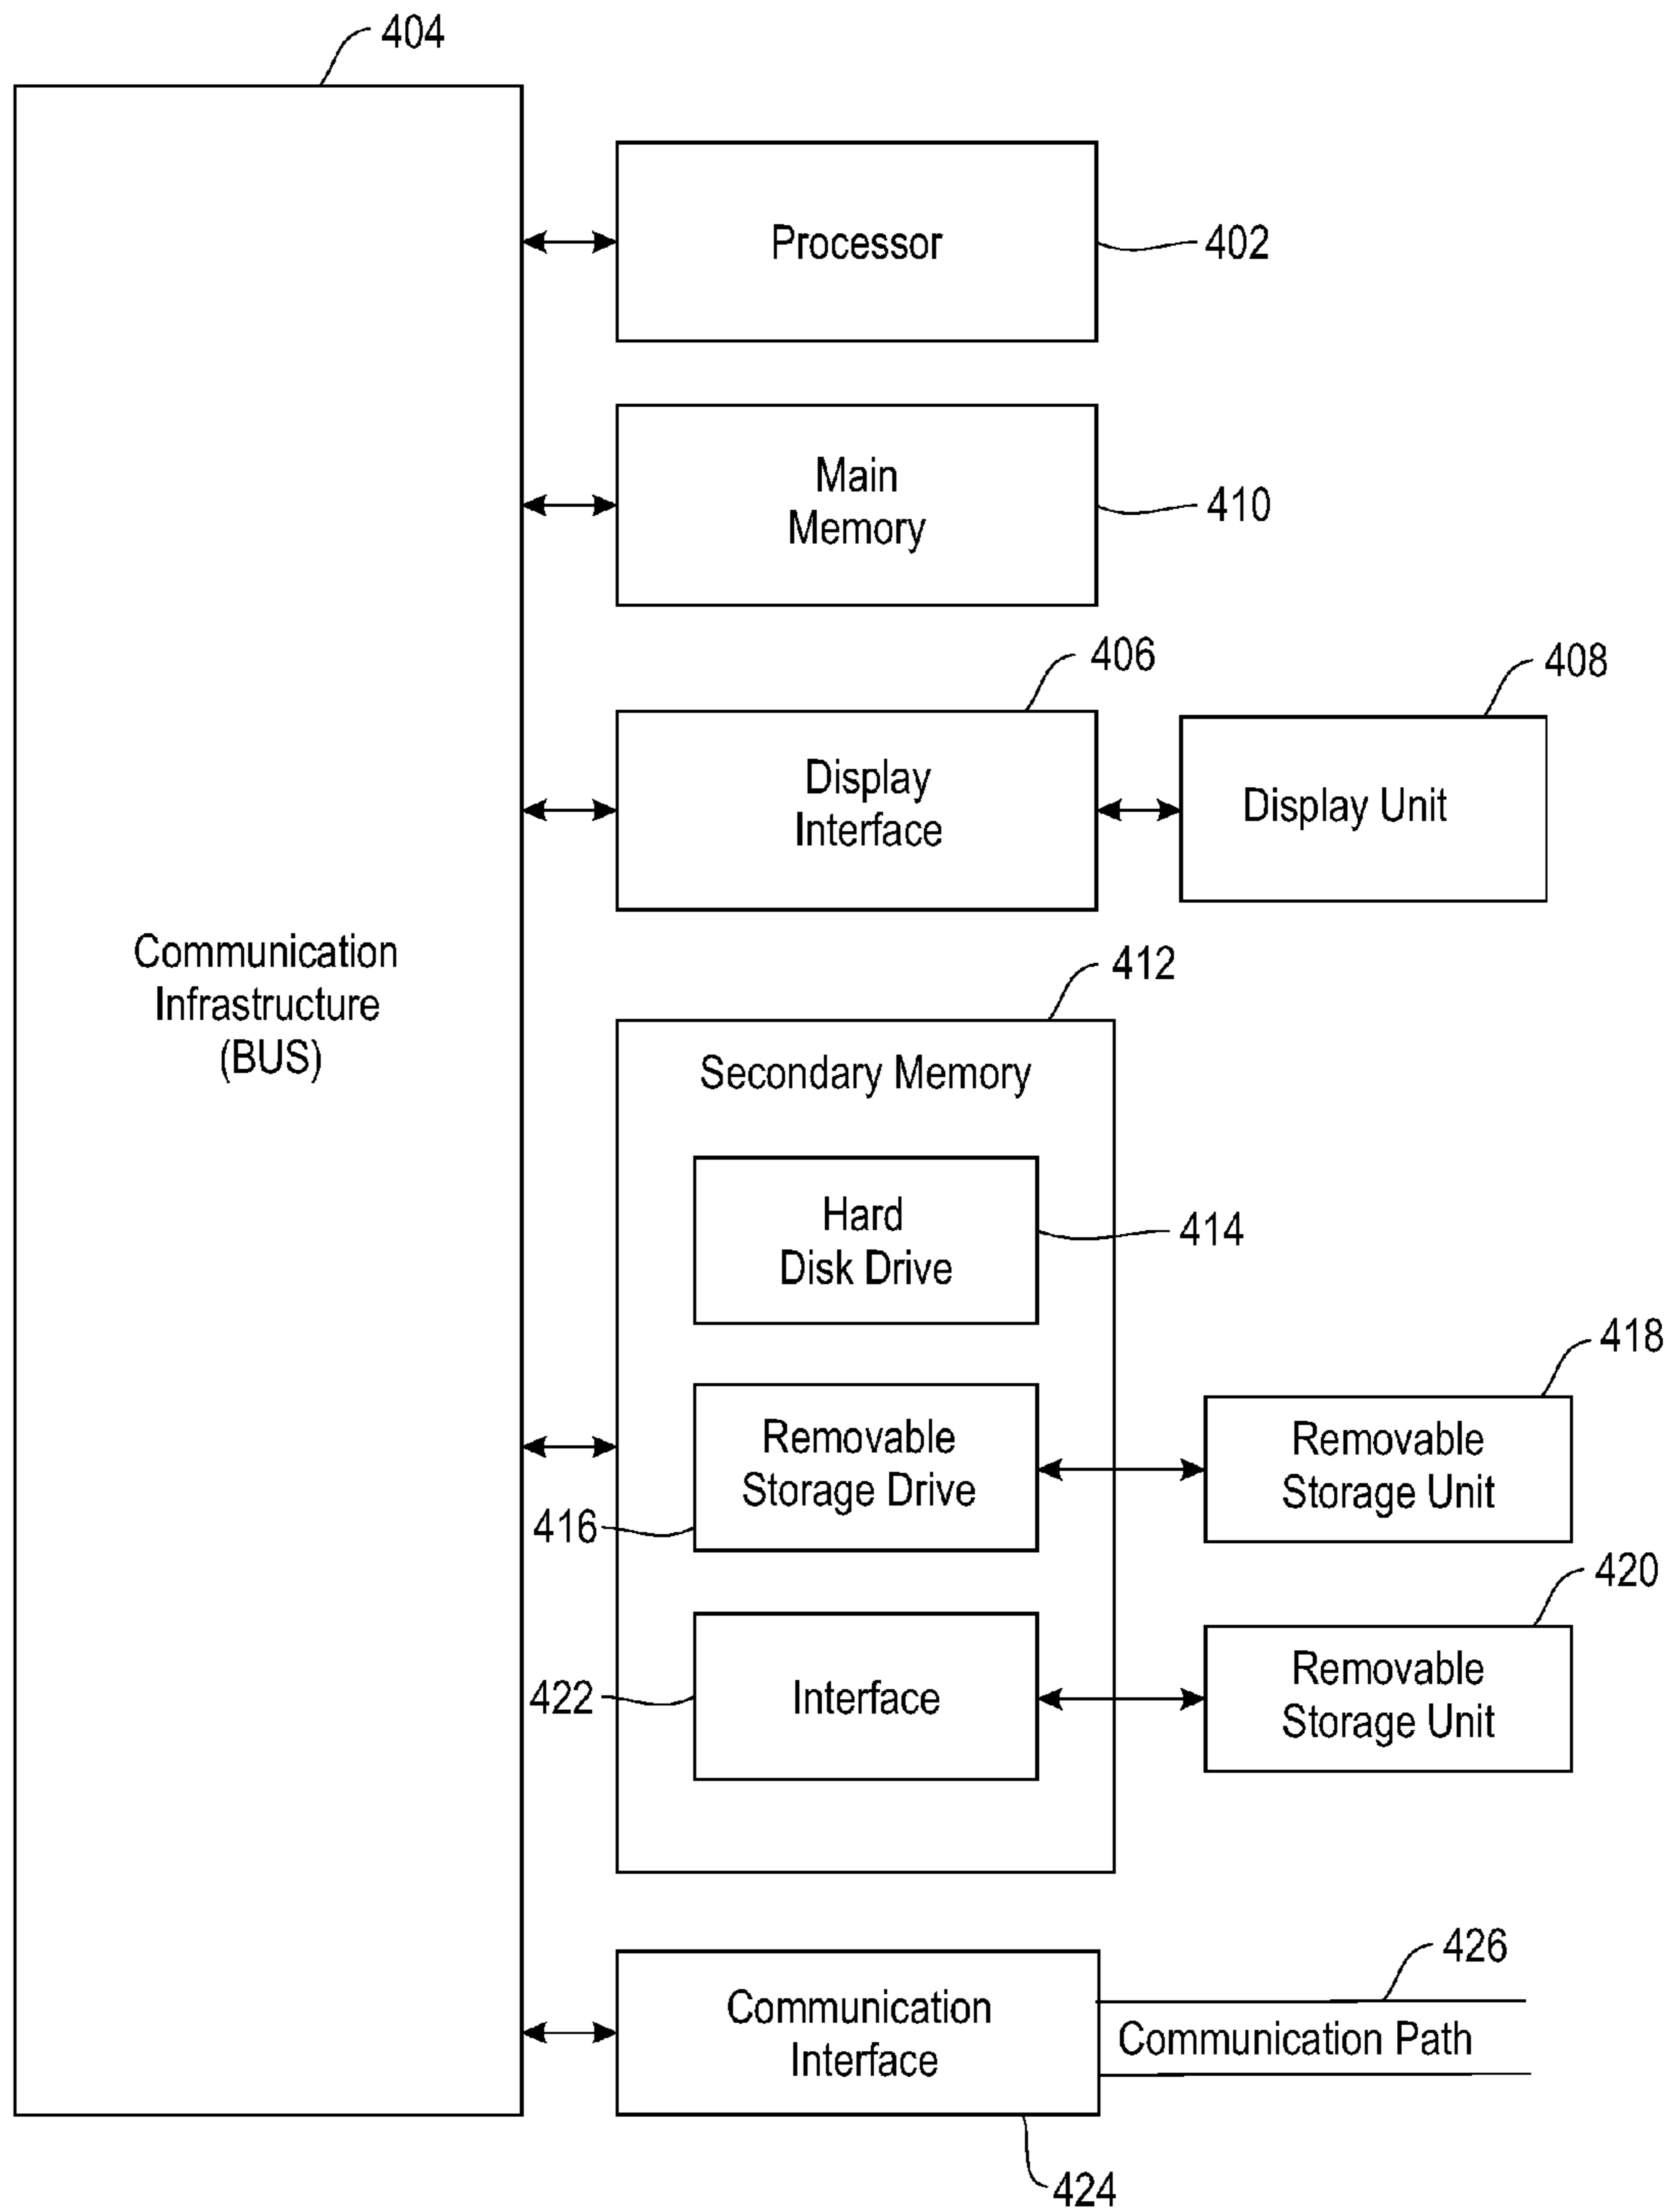 404
Processor
402
Main
Memory
410
406
408
Display
Interface
Display Unit
Communication
Infrastructure
(BUS)
412
Secondary Memory
Hard
Disk Drive
414
418
Removable
Storage Drive
416
Removable
Storage Unit
420
422
Interface
Removable
Storage Unit
426
Communication
Interface
Communication Path
424